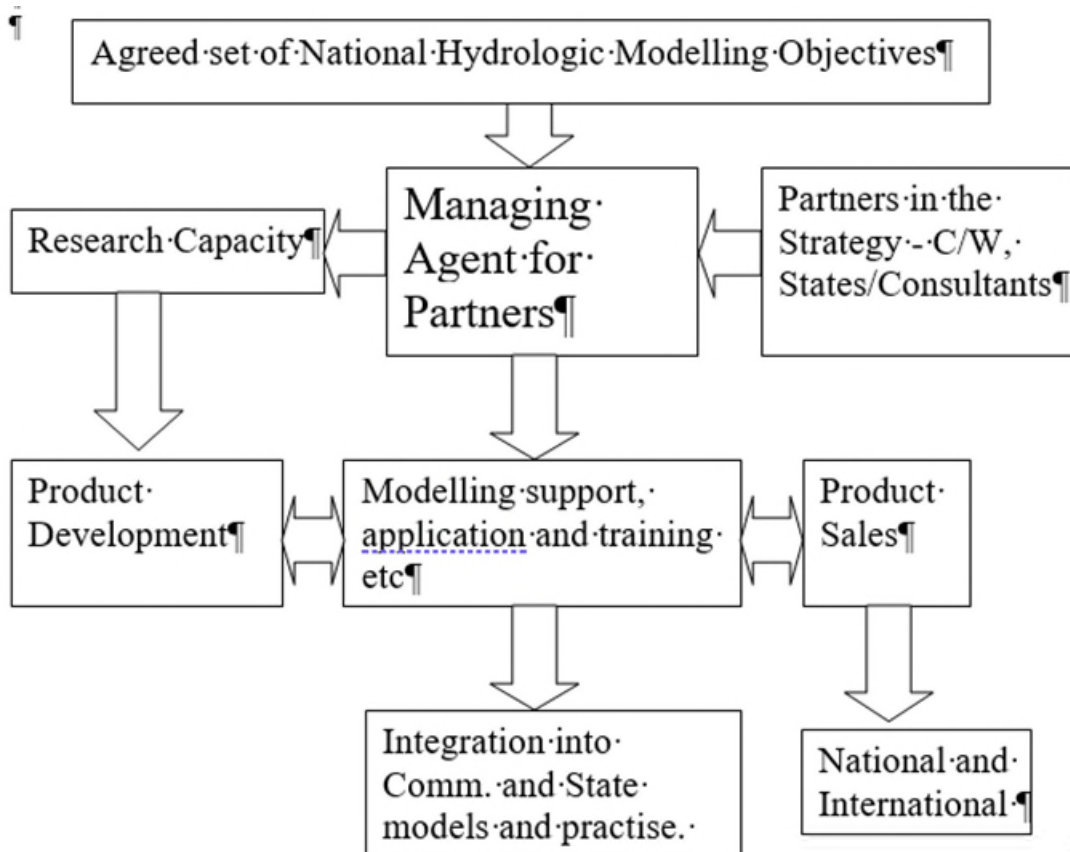 ¶
Agreed·set·of·National·Hydrologic·Modelling·Objectives¶
Managing·
Agent·for·
Partners¶
Partners·in·the·
Strategy·-·C/W,·
States/Consultants¶
Research·Capacity¶
Product·
Development¶
Modelling·support,·
application·and·training·
etc¶
Product·
Sales¶
Integration·into·
Comm.·and·State·
models·and·practise.·
National·and·
International·¶